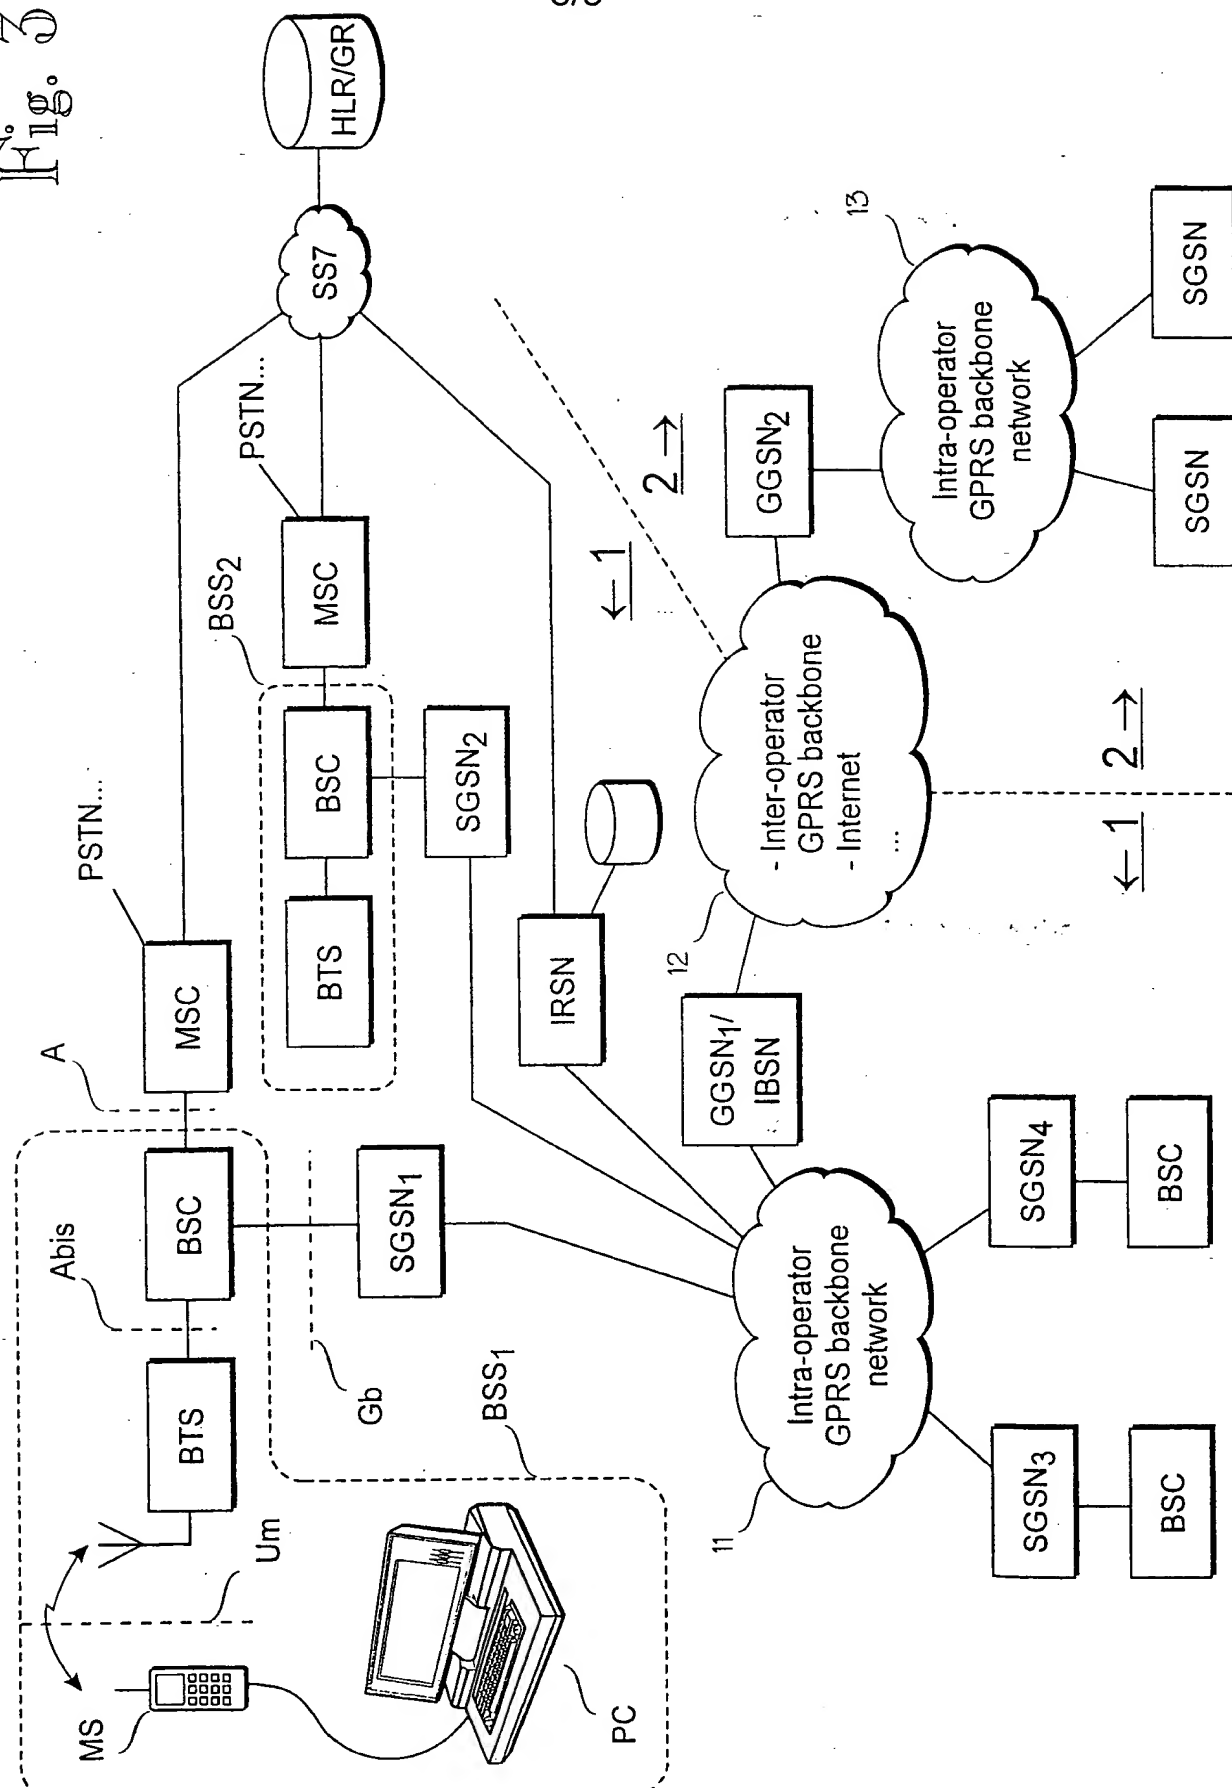 Fig. 3
MS
Um
BTS
Abis
BSC
A
MSC
PSTN...
PC
BSS1
Gb
SGSN1
BTS
BSC
BSS2
MSC
PSTN...
SS7
HLR/GR
SGSN2
IRSN
← 1
2 →
11
Intra-operator
GPRS backbone
network
GGSN1/
IBSN
12
- Inter-operator
GPRS backbone
- Internet
...
GGSN2
13
Intra-operator
GPRS backbone
network
SGSN3
BSC
SGSN4
BSC
← 1
2 →
SGSN
SGSN